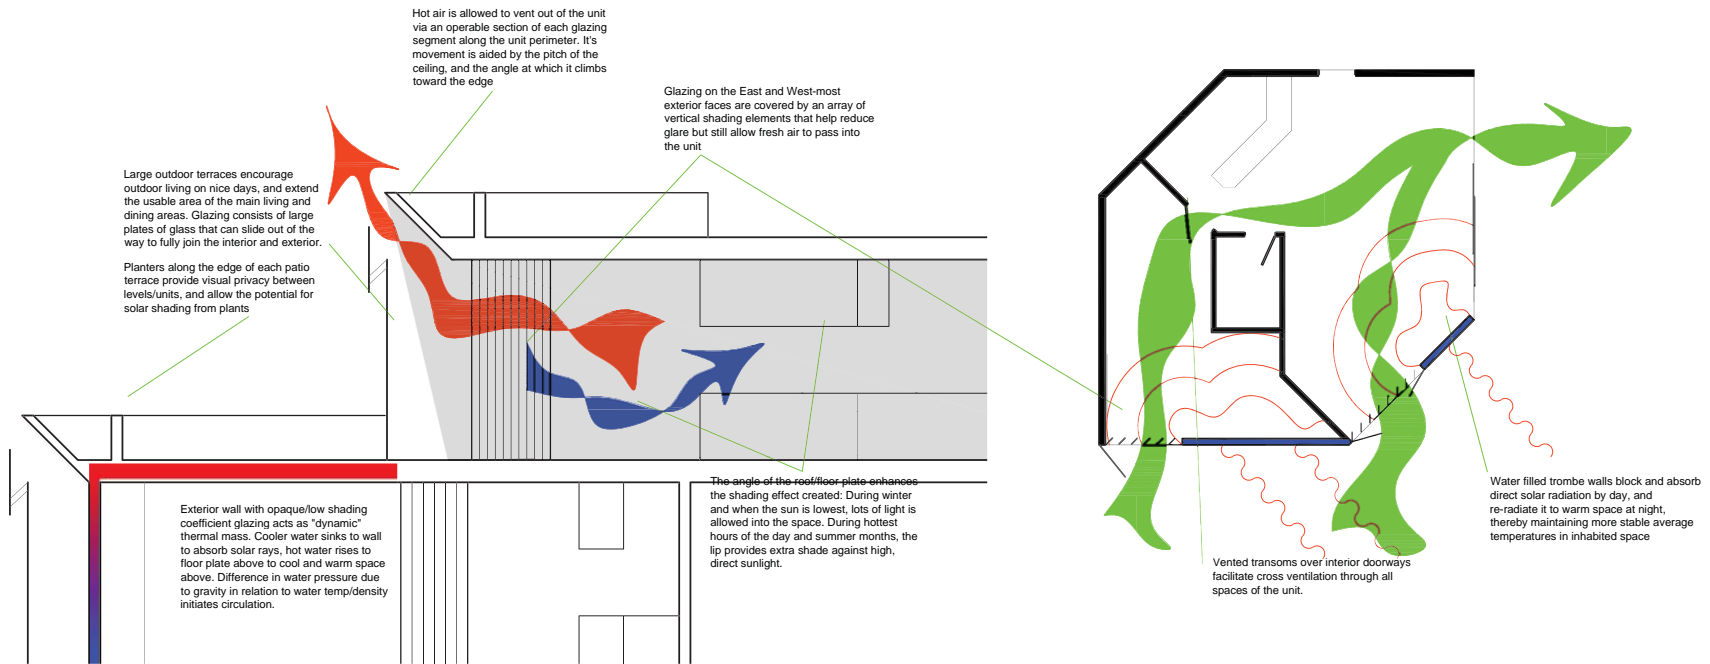 Hot air is allowed to vent out of the unit
via an operable section of each glazing
segment along the unit perimeter. It's
movement is aided by the pitch of the
ceiling, and the angle at which it climbs
toward the edge
Glazing on the East and West-most
exterior faces are covered by an array of
vertical shading elements that help reduce
glare but still allow fresh air to pass into
the unit
Large outdoor terraces encourage
outdoor living on nice days, and extend
the usable area of the main living and
dining areas. Glazing consists of large
plates of glass that can slide out of the
way to fully join the interior and exterior.
Planters along the edge of each patio
terrace provide visual privacy between
levels/units, and allow the potential for
solar shading from plants
Exterior wall with opaque/low shading
coefficient glazing acts as "dynamic"
thermal mass. Cooler water sinks to wall
to absorb solar rays, hot water rises to
floor plate above to cool and warm space
above. Difference in water pressure due
to gravity in relation to water temp/density
initiates circulation.
The angle of the roof/floor plate enhances
the shading effect created: During winter
and when the sun is lowest, lots of light is
allowed into the space. During hottest
hours of the day and summer months, the
lip provides extra shade against high,
direct sunlight.
Vented transoms over interior doorways
facilitate cross ventilation through all
spaces of the unit.
Water filled trombe walls block and absorb
direct solar radiation by day, and
re-radiate it to warm space at night,
thereby maintaining more stable average
temperatures in inhabited space